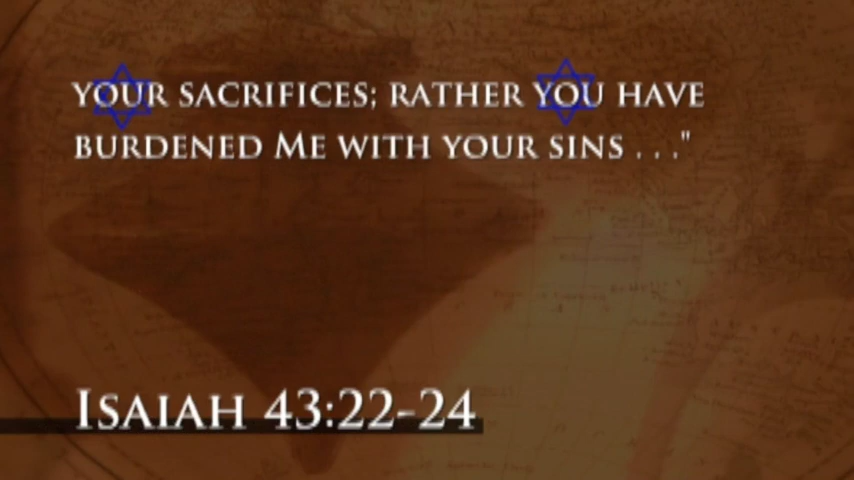 YOUR SACRIFICES; RATHER YOU HAVE
BURDENED ME WITH YOUR SINS . . ."
ISAIAH 43:22-24